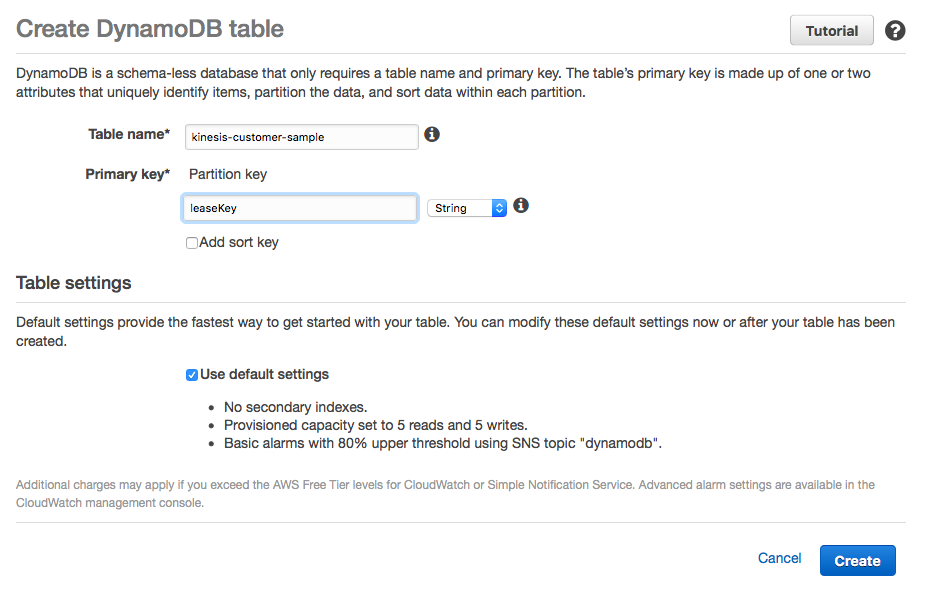 Create DynamoDB table
Tutorial
?
DynamoDB is a schema-less database that only requires a table name and primary key. The table's primary key is made up of one or two
attributes that uniquely identify items, partition the data, and sort data within each partition.
Table name*
kinesis-customer-sample
Primary key*
Partition key
leaseKey
String
Add sort key
Table settings
Default settings provide the fastest way to get started with your table. You can modify these default settings now or after your table has been
created.
Use default settings
• No secondary indexes.
• Provisioned capacity set to 5 reads and 5 writes.
• Basic alarms with 80% upper threshold using SNS topic "dynamodb".
Additional charges may apply if you exceed the AWS Free Tier levels for CloudWatch or Simple Notification Service. Advanced alarm settings are available in the
CloudWatch management console.
Cancel
Create